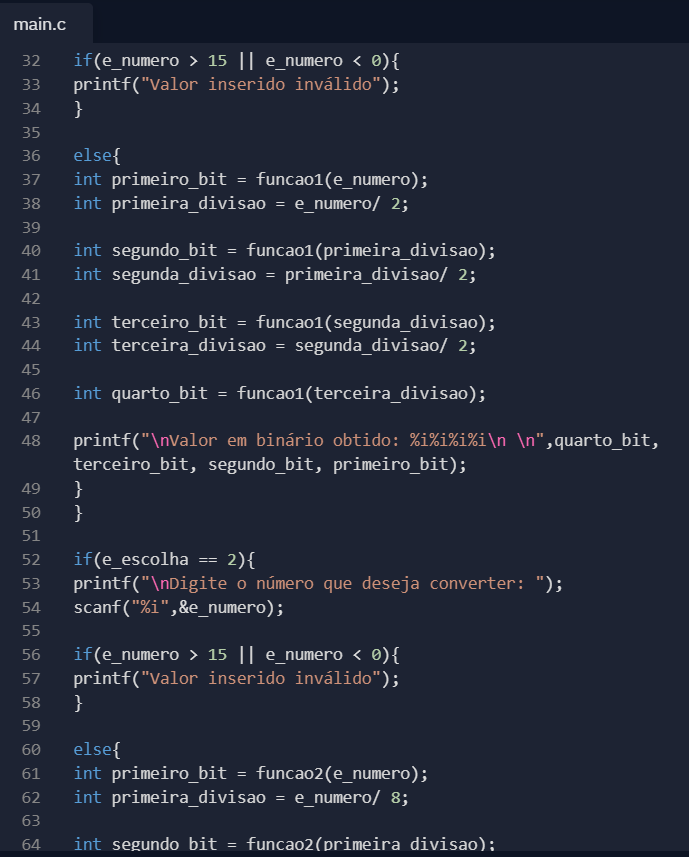 main.c
32 if(e_numero > 15 || e_numero < 0){
33 printf("Valor inserido inválido");
34 }
35
36 else{
37 int primeiro_bit = funcao1(e_numero);
38 int primeira_divisao = e_numero/ 2;
39
40 int segundo_bit = funcao1(primeira_divisao);
41 int segunda_divisao = primeira_divisao/ 2;
42
43 int terceiro_bit = funcao1(segunda_divisao);
44 int terceira_divisao = segunda_divisao/ 2;
45
46 int quarto_bit = funcao1(terceira_divisao);
47
48 printf("\nValor em binário obtido: %i%i%i%i\n \n",quarto_bit,
terceiro_bit, segundo_bit, primeiro_bit);
49 }
50 }
51
52 if(e_escolha == 2){
53 printf("\nDigite o número que deseja converter: ");
54 scanf("%i",&e_numero);
55
56 if(e_numero > 15 || e_numero < 0){
57 printf("Valor inserido inválido");
58 }
59
60 else{
61 int primeiro_bit = funcao2(e_numero);
62 int primeira_divisao = e_numero/ 8;
63
64 int segundo_bit = funcao2(primeira_divisao);